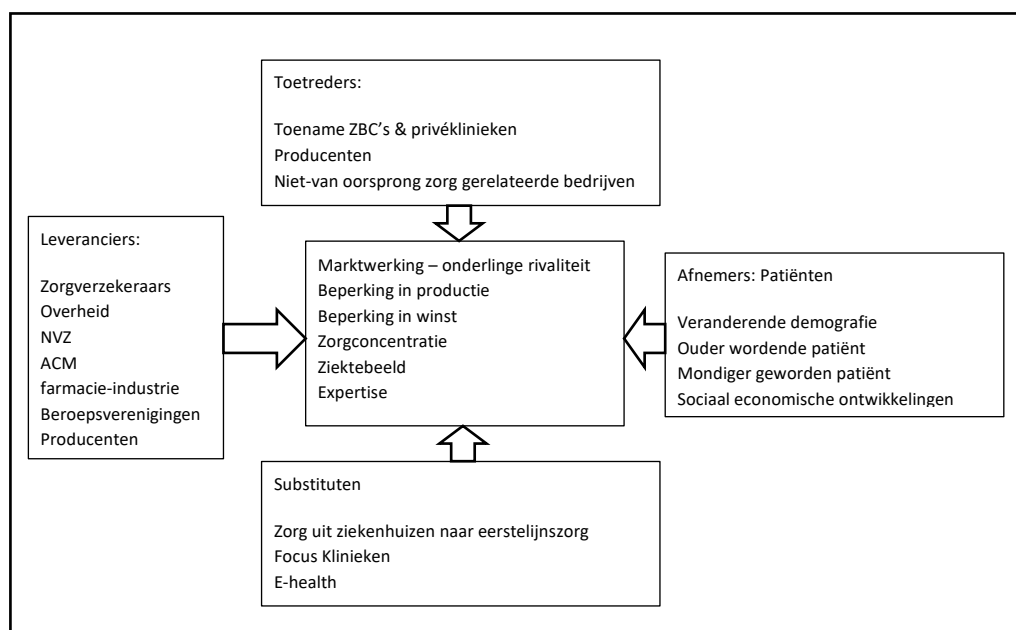 Toetreders:
Toename ZBC's & privéklinieken
Producenten
Niet-van oorsprong zorg gerelateerde bedrijven
Leveranciers:
Zorgverzekeraars
Overheid
NVZ
ACM
farmacie-industrie
Beroepsverenigingen
Producenten
Marktwerking – onderlinge rivaliteit
Beperking in productie
Beperking in winst
Zorgconcentratie
Ziektebeeld
Expertise
Afnemers: Patiënten
Veranderende demografie
Ouder wordende patiënt
Mondiger geworden patiënt
Sociaal economische ontwikkelingen
Substituten
Zorg uit ziekenhuizen naar eerstelijnszorg
Focus Klinieken
E-health